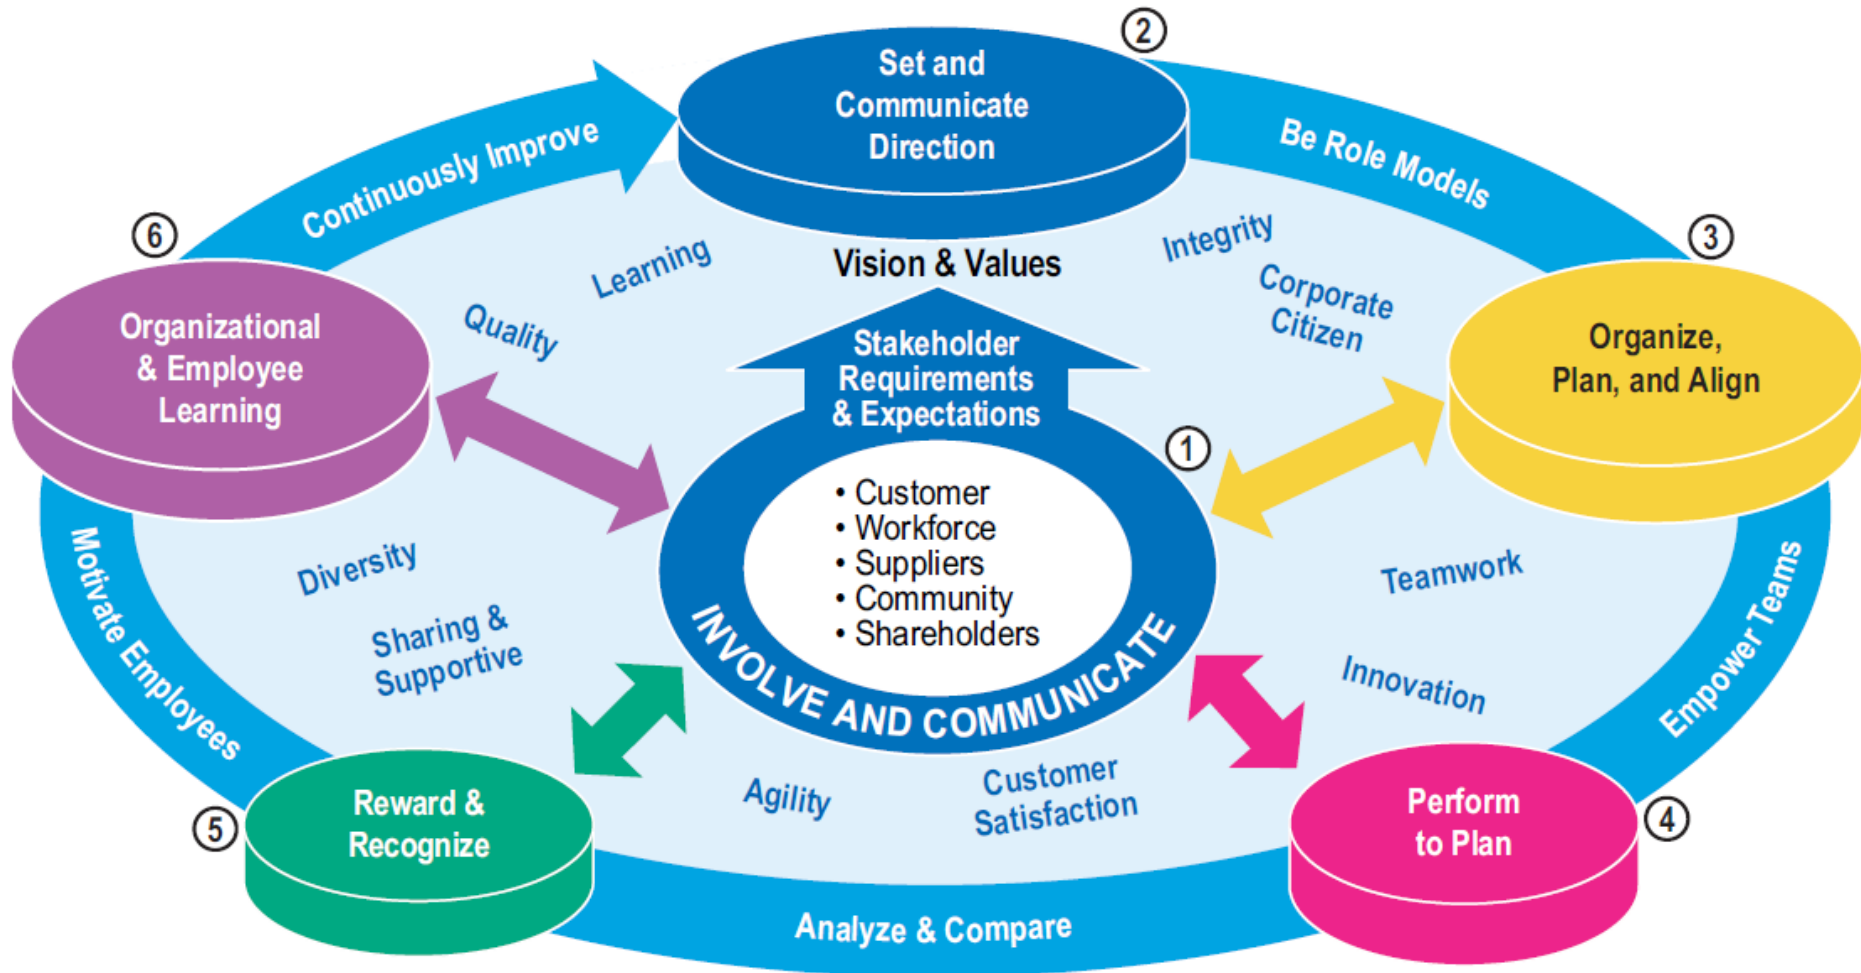 2
Set and
Communicate
Direction
Be Role Models
Continuously Improve
6
3
Integrity
Learning
Vision & Values
Corporate
Citizen
Quality
Organizational
& Employee
Learning
Stakeholder
Requirements
& Expectations
Organize,
Plan, and Align
1
• Customer
• Workforce
• Suppliers
• Community
• Shareholders
INVOLVE AND COMMUNICATE
Motivate Employees
Diversity
Sharing &
Supportive
Teamwork
Innovation
Empower Teams
Agility
Customer
Satisfaction
5
Reward &
Recognize
Perform
to Plan
4
Analyze & Compare